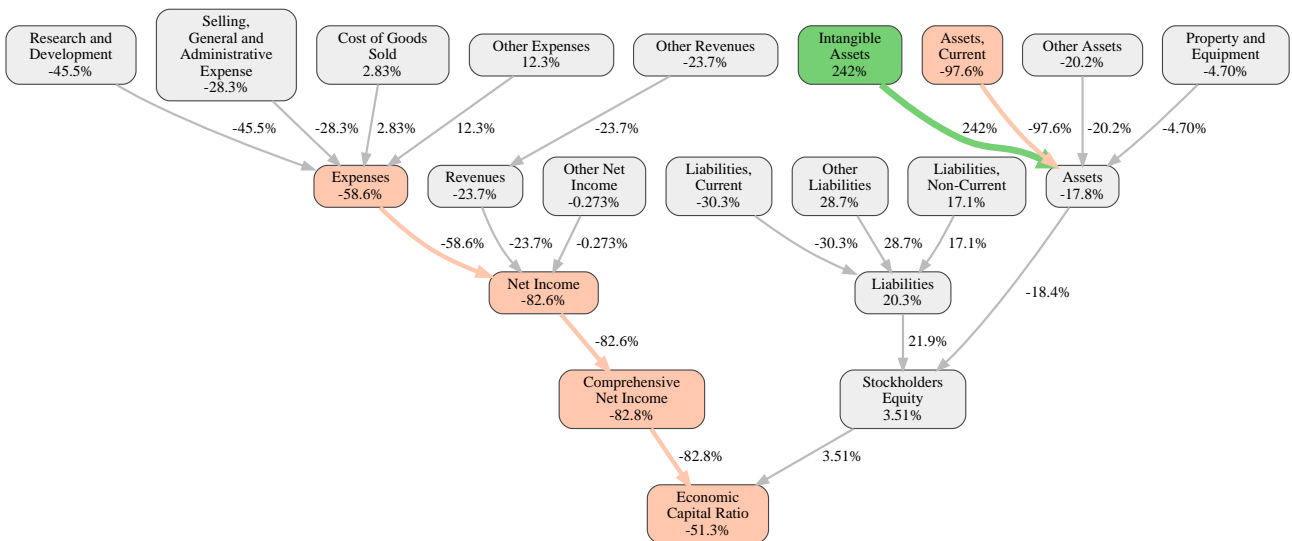 Research and
Development
-45.5%
Selling,
General and
Administrative
Expense
-28.3%
Cost of Goods
Sold
2.83%
Other Expenses
12.3%
Other Revenues
-23.7%
Intangible
Assets
242%
Assets,
Current
-97.6%
Other Assets
-20.2%
Property and
Equipment
-4.70%
-45.5%
-28.3%
2.83%
12.3%
-23.7%
242%
-97.6%
-20.2%
-4.70%
Expenses
-58.6%
Revenues
-23.7%
Other Net
Income
-0.273%
Liabilities,
Current
-30.3%
Other
Liabilities
28.7%
Liabilities,
Non-Current
17.1%
Assets
-17.8%
-58.6%
-23.7%
-0.273%
-30.3%
28.7%
17.1%
-18.4%
Net Income
-82.6%
Liabilities
20.3%
-82.6%
21.9%
Comprehensive
Net Income
-82.8%
Stockholders
Equity
3.51%
-82.8%
3.51%
Economic
Capital Ratio
-51.3%